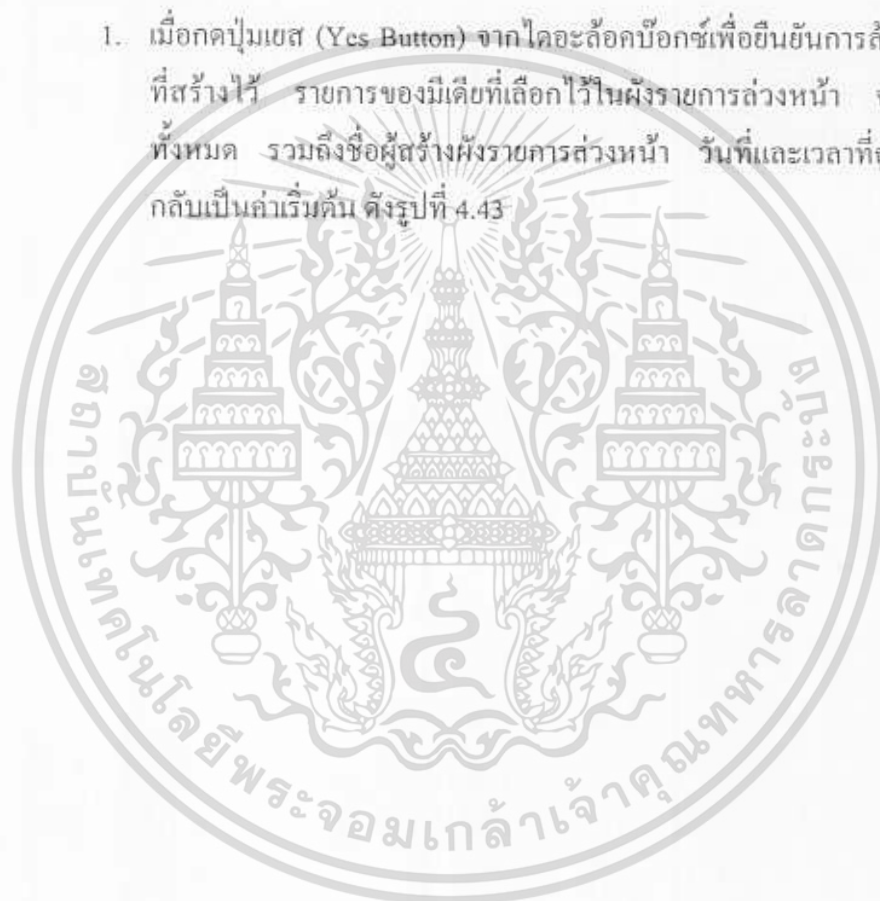 1. เมื่อกดปุ่มเยส (Yes Button) จากไดอะล้อคบ๊อกซ์เพื่อยืนยันการ
ที่สร้างไว้ รายการของมีเดียที่เลือกไว้ในผังรายการล่วงหน้า
ทั้งหมด รวมถึงชื่อผู้สร้างผังรายการล่วงหน้า วันที่และเวลาที่
กลับเป็นค่าเริ่มต้น ดังรูปที่ 4.43
สถาบันเทคโนโลยีพระจอมเกล้าเจ้าคุณทหารลาดกระบัง